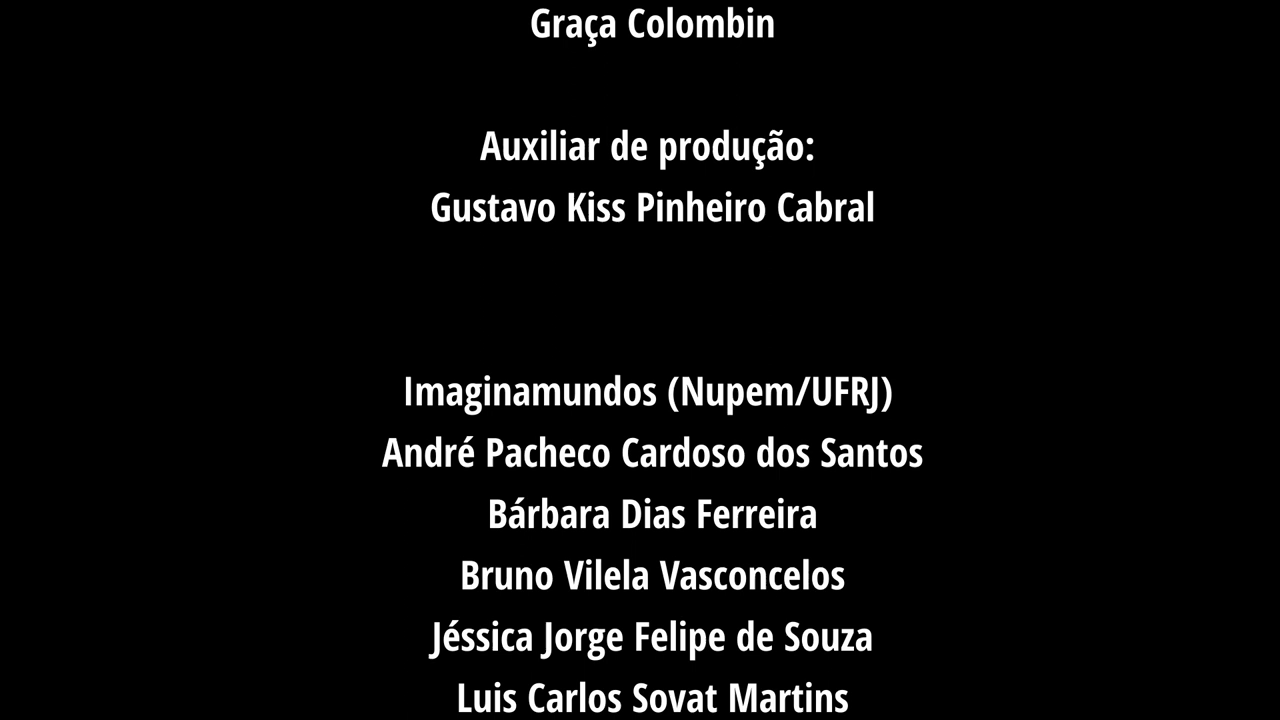 Graça Colombin
Auxiliar de produção:
Gustavo Kiss Pinheiro Cabral
Imaginamundos (Nupem/UFRJ)
André Pacheco Cardoso dos Santos
Bárbara Dias Ferreira
Bruno Vilela Vasconcelos
Jéssica Jorge Felipe de Souza
Luis Carlos Sovat Martins